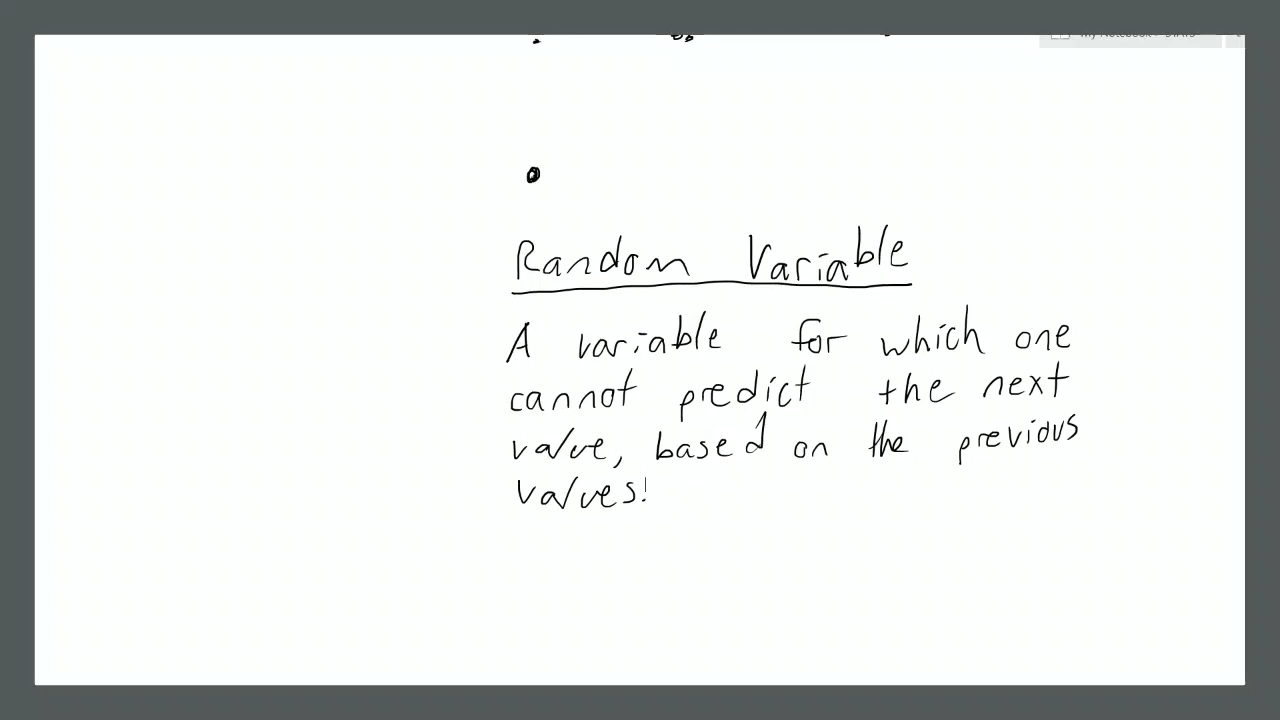 Random Variable
A variable for which one
cannot predict the next
value, based on the previous
values!